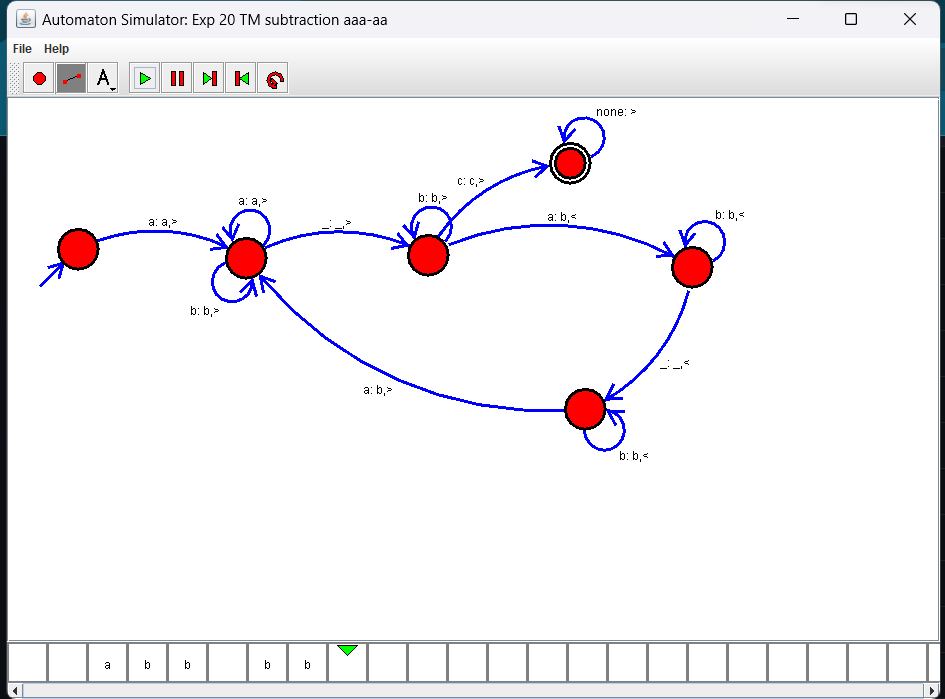 Automaton Simulator: Exp 20 TM subtraction aaa-aa
File Help
A
none: >
c: c,>
a: a,>
a: a,>
_: _,>
b: b,>
a: b,<
b: b,<
b: b,>
_: _,<
a: b,>
b: b,<
a b b b b